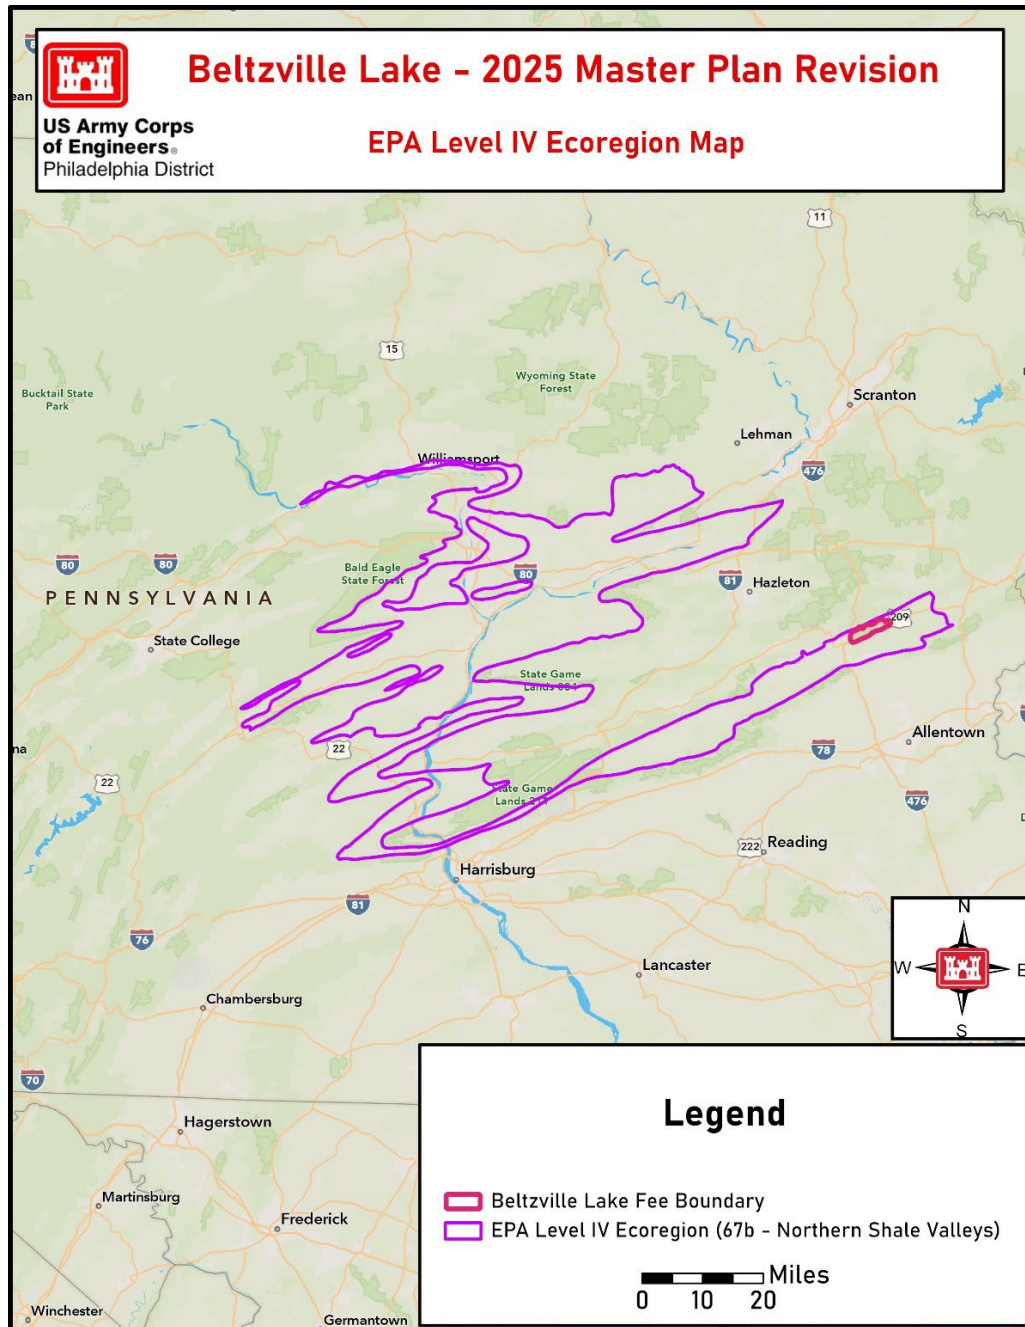 Beltzville Lake - 2025 Master Plan Revision
EPA Level IV Ecoregion Map
US Army Corps
of Engineers®
Philadelphia District
11
15
Bucktail State
Park
Wyoming State
Forest
Scranton
Lehman
Williamsport
476
80
80
Bald Eagle
State Forest
80
81
Hazleton
PENNSYLVANIA
209
State College
State Game
Lands
22
78
Allentown
22
State Game
Lands
476
222
Reading
Harrisburg
81
76
Lancaster
Chambersburg
N
W
E
S
70
Hagerstown
Martinsburg
Frederick
Winchester
Germantown
Legend
Beltzville Lake Fee Boundary
EPA Level IV Ecoregion (67b - Northern Shale Valleys)
Miles
0 10 20